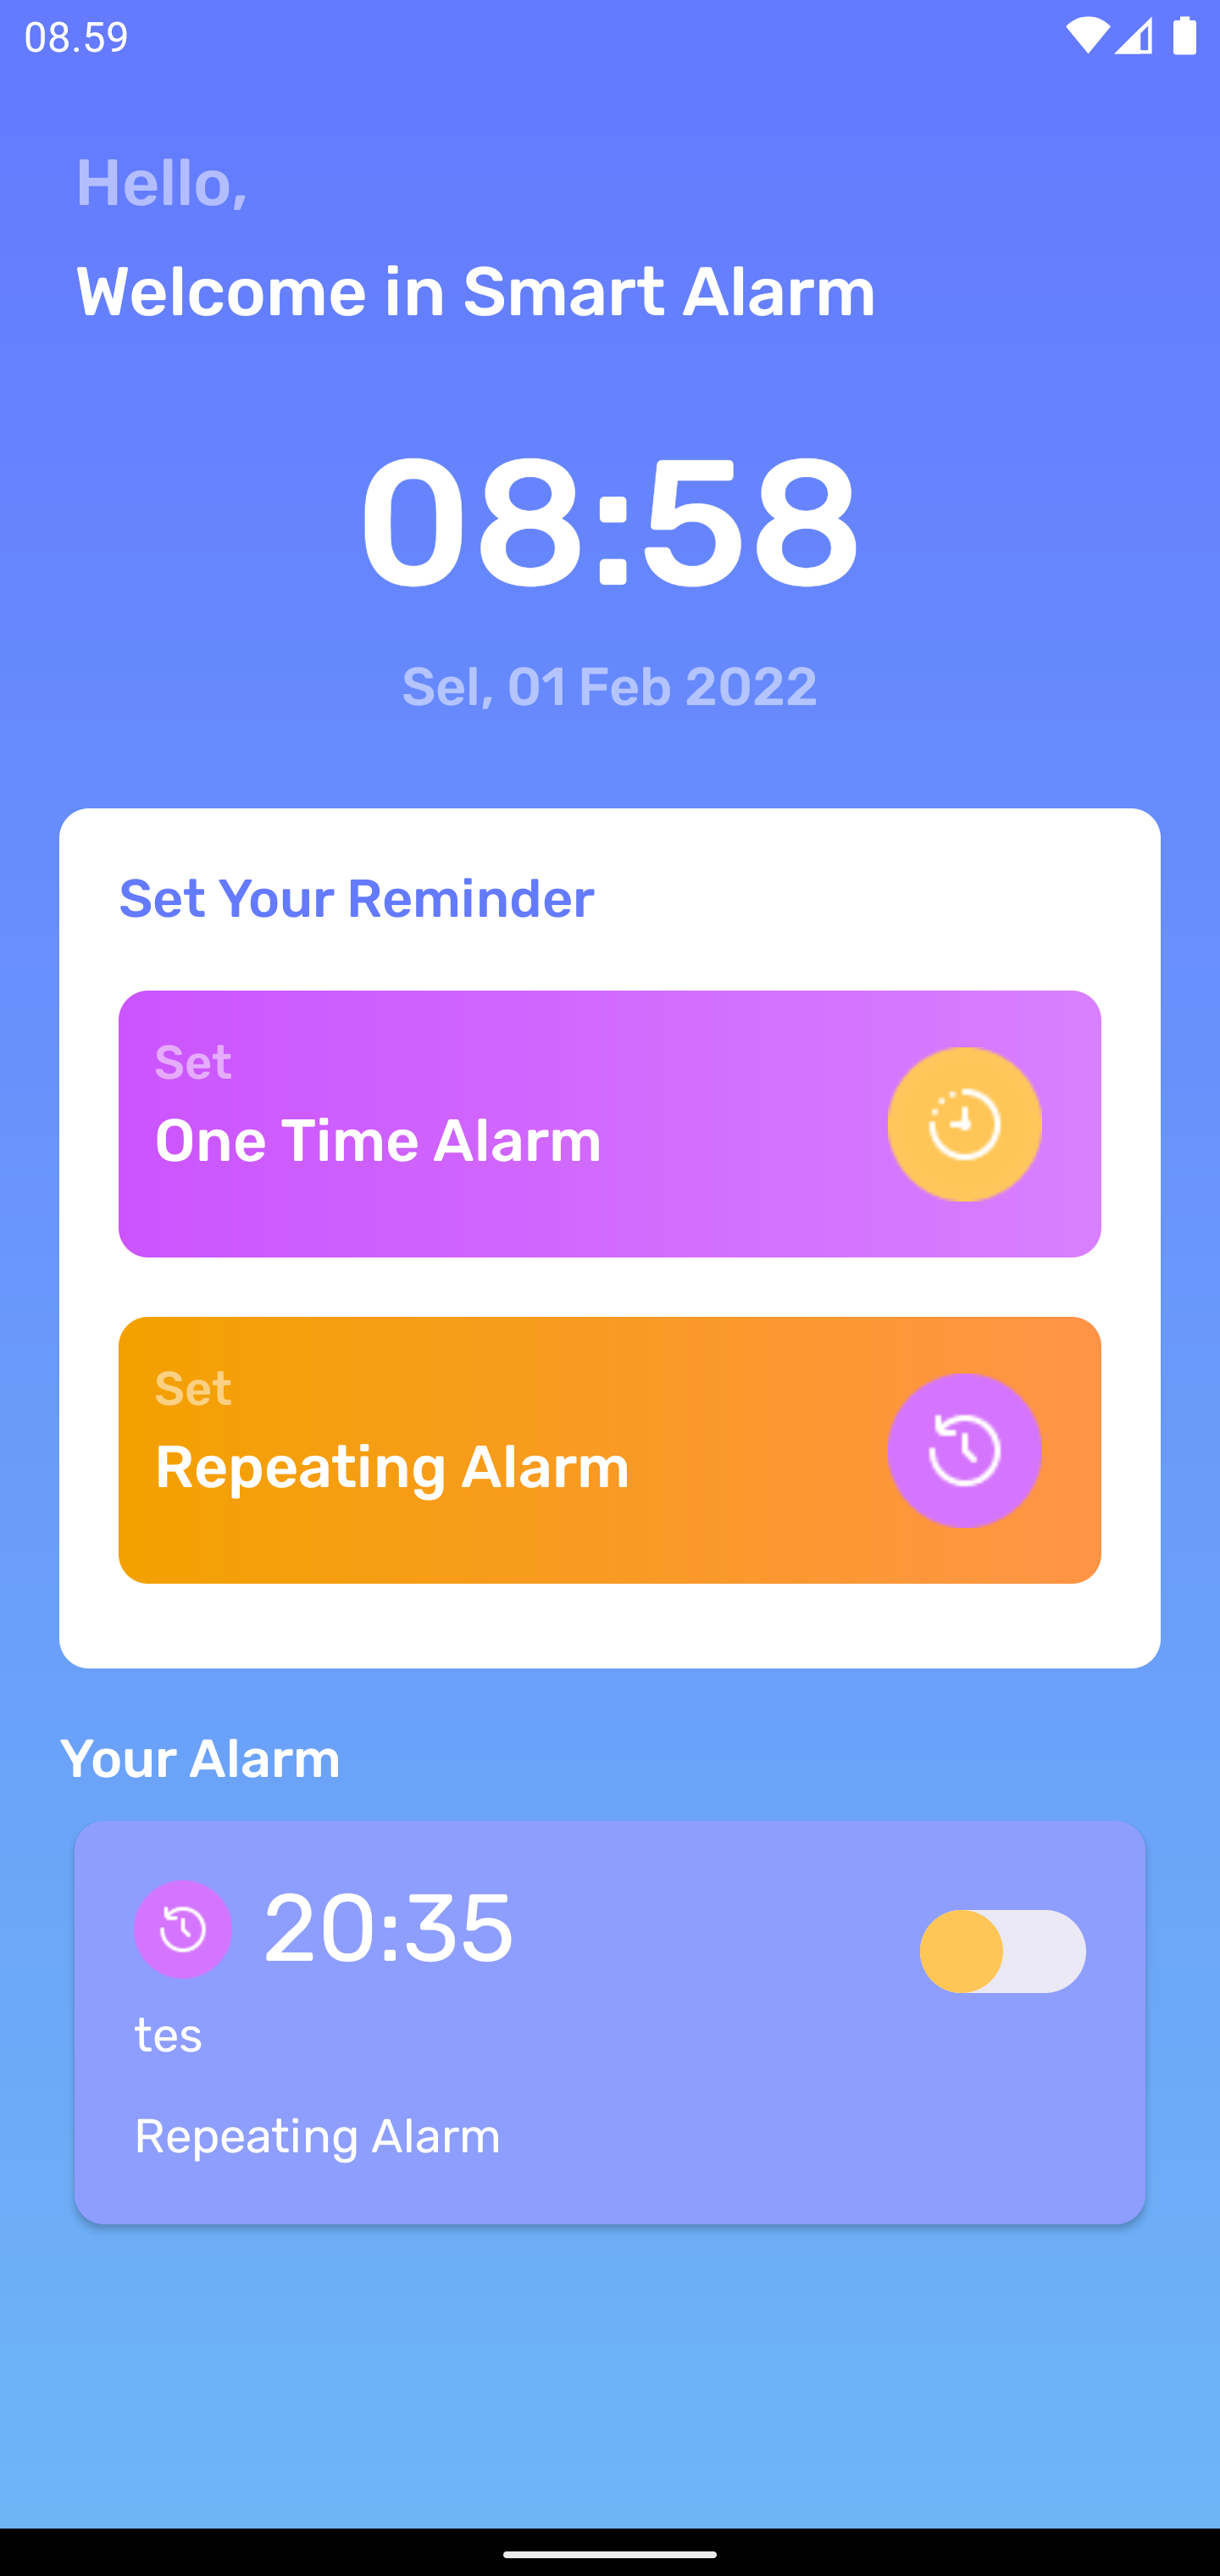 08.59
Hello,
Welcome in Smart Alarm
08:58
Sel, 01 Feb 2022
Set Your Reminder
Set
One Time Alarm
Set
Repeating Alarm
Your Alarm
20:35
tes
Repeating Alarm